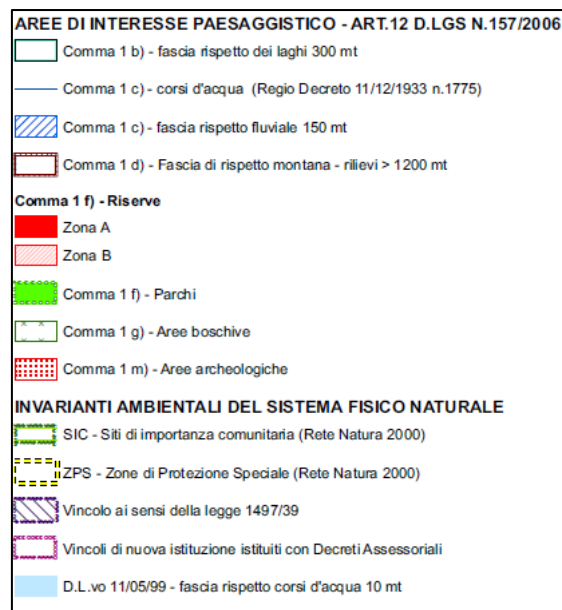 AREE DI INTERESSE PAESAGGISTICO - ART.12 D.LGS N.157/2006
Comma 1 b) - fascia rispetto dei laghi 300 mt
Comma 1 c) - corsi d'acqua (Regio Decreto 11/12/1933 n.1775)
Comma 1 c) - fascia rispetto fluviale 150 mt
Comma 1 d) - Fascia di rispetto montana - rilievi > 1200 mt
Comma 1 f) - Riserve
Zona A
Zona B
Comma 1 f) - Parchi
Comma 1 g) - Aree boschive
Comma 1 m) - Aree archeologiche
INVARIANTI AMBIENTALI DEL SISTEMA FISICO NATURALE
SIC - Siti di importanza comunitaria (Rete Natura 2000)
ZPS - Zone di Protezione Speciale (Rete Natura 2000)
Vincolo ai sensi della legge 1497/39
Vincoli di nuova istituzione istituiti con Decreti Assessoriali
D.L.vo 11/05/99 - fascia rispetto corsi d'acqua 10 mt